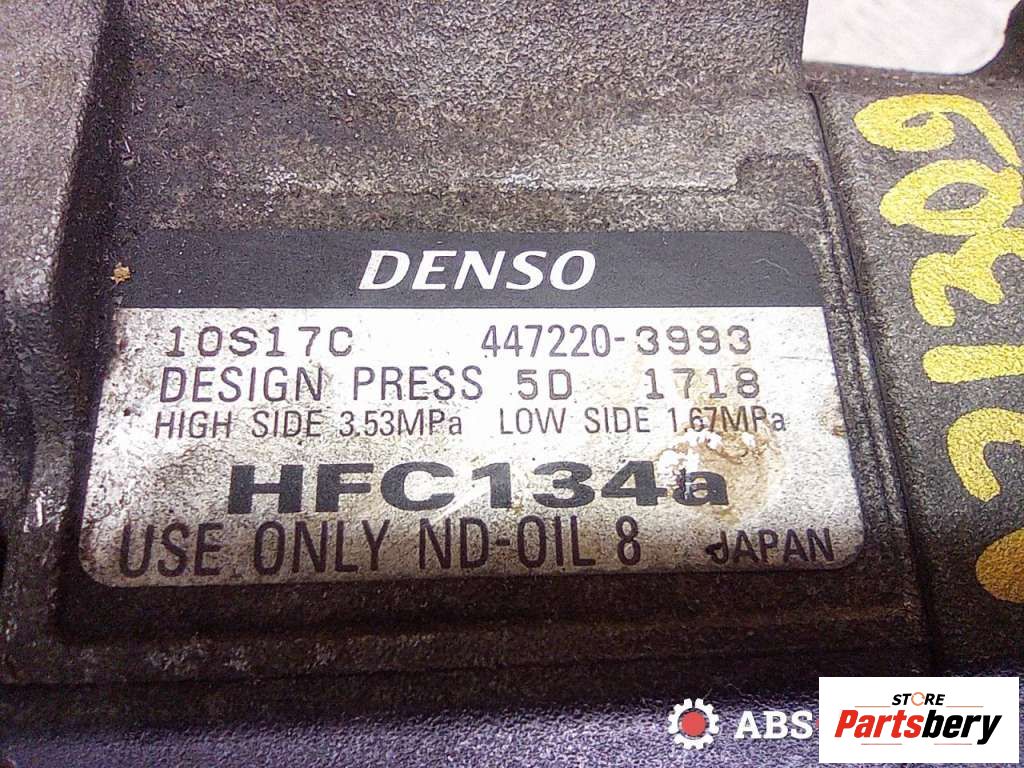 DENSO
10S17C 447220-3993
DESIGN PRESS 5D 1718
HIGH SIDE 3.53MPa LOW SIDE 1.67MPa
HFC134a
USE ONLY ND-OIL 8 JAPAN
ABS
STORE
Partsbery